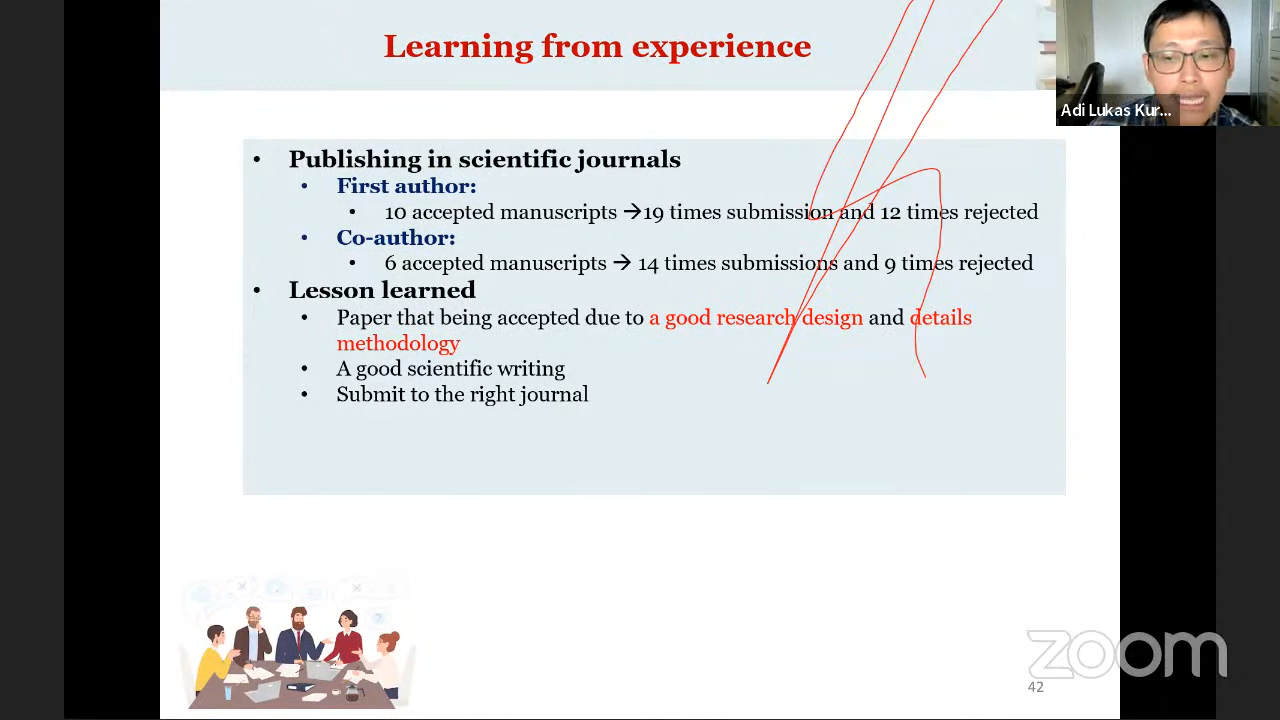 Learning from experience
Adi Lukas Kur...
• Publishing in scientific journals
• First author:
• 10 accepted manuscripts →19 times submission and 12 times rejected
• Co-author:
• 6 accepted manuscripts → 14 times submissions and 9 times rejected
• Lesson learned
• Paper that being accepted due to a good research design and details
methodology
• A good scientific writing
• Submit to the right journal
zoom
42